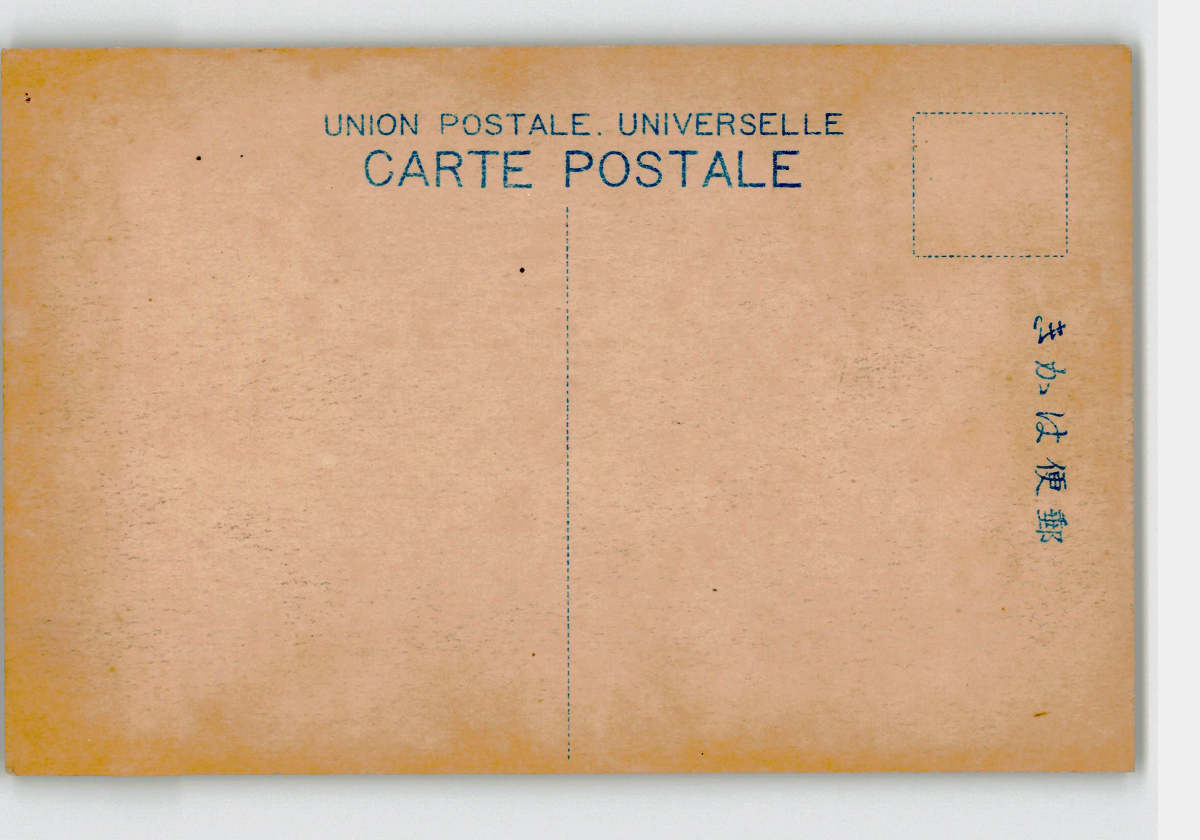 UNION POSTALE. UNIVERSELLE
CARTE POSTALE
郵便はかき